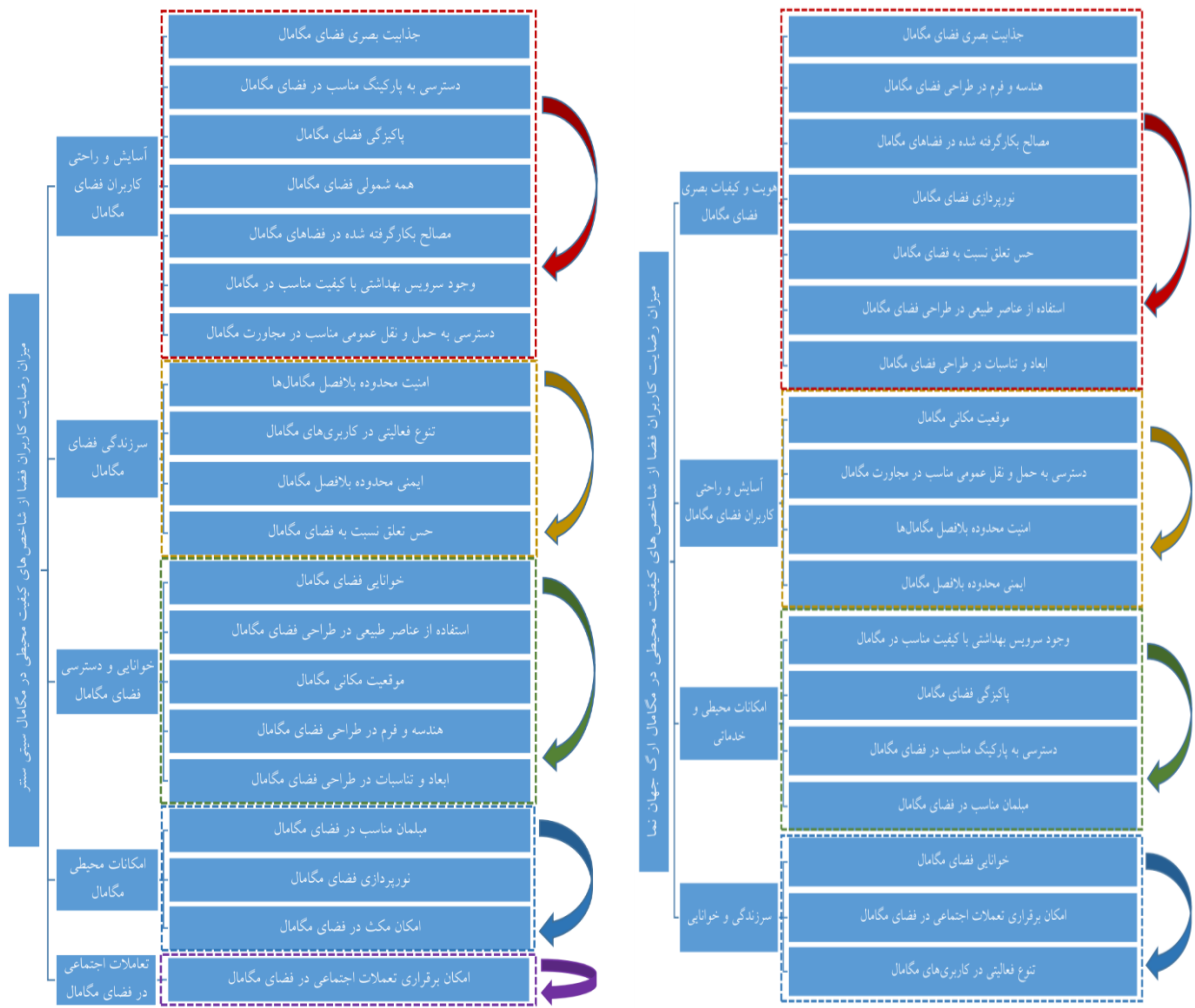 میزان رضایت کاربران فضا از شاخص‌های کیفیت محیطی در مگامال ارگ جهان نما
هویت و کیفیات بصری
فضای مگامال
جذابیت بصری فضای مگامال
هندسه و فرم در طراحی فضای مگامال
مصالح بکارگرفته شده در فضاهای مگامال
نورپردازی فضای مگامال
حس تعلق نسبت به فضای مگامال
استفاده از عناصر طبیعی در طراحی فضای مگامال
ابعاد و تناسبات در طراحی فضای مگامال
آسایش و راحتی
کاربران فضای مگامال
موقعیت مکانی مگامال
دسترسی به حمل و نقل عمومی مناسب در مجاورت مگامال
امنیت محدوده بلافصل مگامال‌ها
ایمنی محدوده بلافصل مگامال
امکانات محیطی و
خدماتی
وجود سرویس بهداشتی با کیفیت مناسب در مگامال
پاکیزگی فضای مگامال
دسترسی به پارکینگ مناسب در فضای مگامال
مبلمان مناسب در فضای مگامال
سرزندگی و خوانایی
خوانایی فضای مگامال
امکان برقراری تعملات اجتماعی در فضای مگامال
تنوع فعالیتی در کاربری‌های مگامال
میزان رضایت کاربران فضا از شاخص‌های کیفیت محیطی در مگامال سیتی سنتر
آسایش و راحتی
کاربران فضای
مگامال
جذابیت بصری فضای مگامال
دسترسی به پارکینگ مناسب در فضای مگامال
پاکیزگی فضای مگامال
همه شمولی فضای مگامال
مصالح بکارگرفته شده در فضاهای مگامال
وجود سرویس بهداشتی با کیفیت مناسب در مگامال
دسترسی به حمل و نقل عمومی مناسب در مجاورت مگامال
سرزندگی فضای
مگامال
امنیت محدوده بلافصل مگامال‌ها
تنوع فعالیتی در کاربری‌های مگامال
ایمنی محدوده بلافصل مگامال
حس تعلق نسبت به فضای مگامال
خوانایی و دسترسی
فضای مگامال
خوانایی فضای مگامال
استفاده از عناصر طبیعی در طراحی فضای مگامال
موقعیت مکانی مگامال
هندسه و فرم در طراحی فضای مگامال
ابعاد و تناسبات در طراحی فضای مگامال
امکانات محیطی
مگامال
مبلمان مناسب در فضای مگامال
نورپردازی فضای مگامال
امکان مکث در فضای مگامال
تعاملات اجتماعی
در فضای مگامال
امکان برقراری تعملات اجتماعی در فضای مگامال